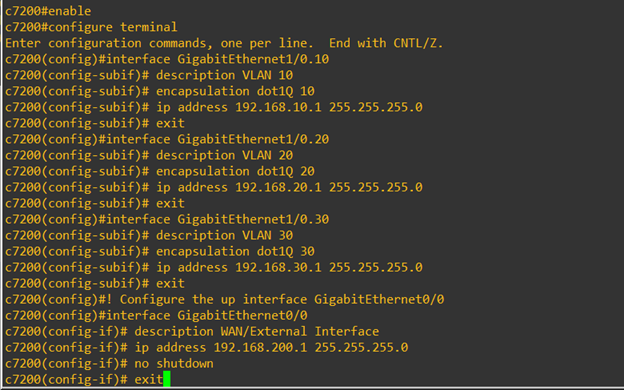 c7200#enable
c7200#configure terminal
Enter configuration commands, one per line.  End with CNTL/Z.
c7200(config)#interface GigabitEthernet1/0.10
c7200(config-subif)# description VLAN 10
c7200(config-subif)# encapsulation dot1Q 10
c7200(config-subif)# ip address 192.168.10.1 255.255.255.0
c7200(config-subif)# exit
c7200(config)#interface GigabitEthernet1/0.20
c7200(config-subif)# description VLAN 20
c7200(config-subif)# encapsulation dot1Q 20
c7200(config-subif)# ip address 192.168.20.1 255.255.255.0
c7200(config-subif)# exit
c7200(config)#interface GigabitEthernet1/0.30
c7200(config-subif)# description VLAN 30
c7200(config-subif)# encapsulation dot1Q 30
c7200(config-subif)# ip address 192.168.30.1 255.255.255.0
c7200(config-subif)# exit
c7200(config)#! Configure the up interface GigabitEthernet0/0
c7200(config)#interface GigabitEthernet0/0
c7200(config-if)# description WAN/External Interface
c7200(config-if)# ip address 192.168.200.1 255.255.255.0
c7200(config-if)# no shutdown
c7200(config-if)# exit